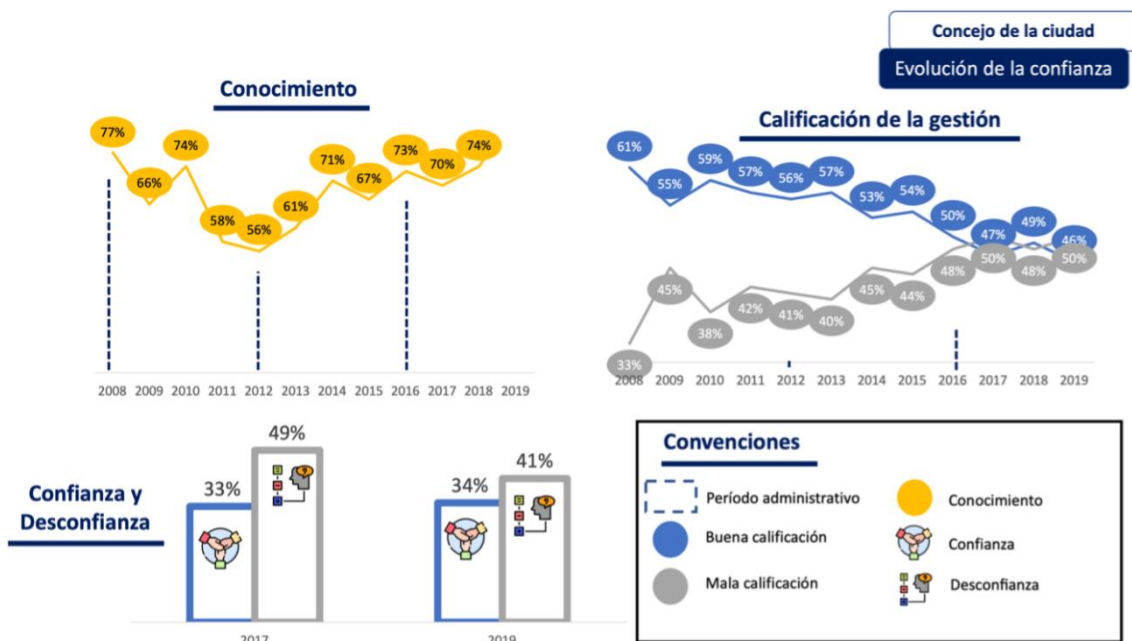 Concejo de la ciudad
Evolución de la confianza
Conocimiento
77%
66%
74%
58%
56%
61%
71%
67%
73%
70%
74%
2008 2009 2010 2011 2012 2013 2014 2015 2016 2017 2018 2019
Calificación de la gestión
61%
55%
59%
57%
56%
57%
53%
54%
50%
47%
49%
46%
33%
45%
38%
42%
41%
40%
45%
44%
48%
50%
48%
50%
2008 2009 2010 2011 2012 2013 2014 2015 2016 2017 2018 2019
Confianza y
Desconfianza
33%
49%
34%
41%
2017 2019
Convenciones
Período administrativo
Conocimiento
Buena calificación
Confianza
Mala calificación
Desconfianza